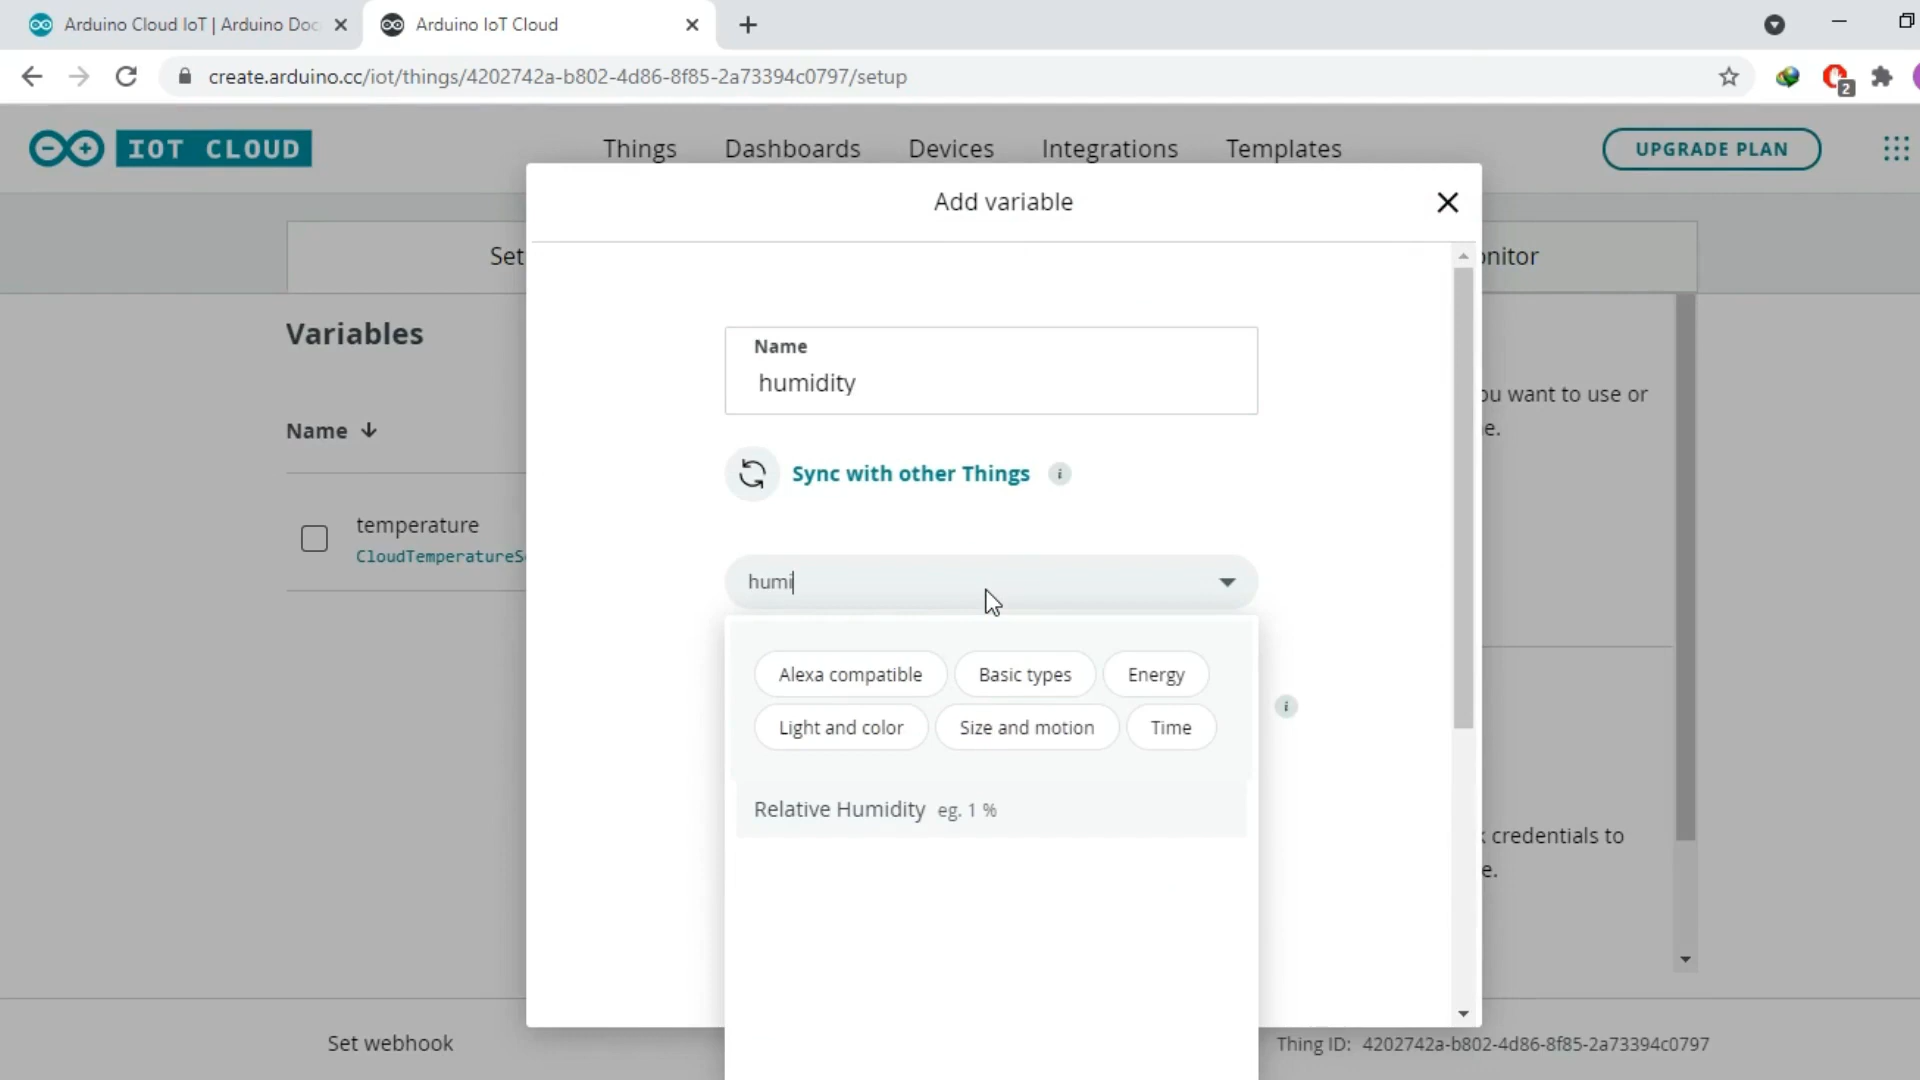 Arduino Cloud IoT | Arduino Doc
Arduino IoT Cloud
create.arduino.cc/iot/things/4202742a-b802-4d86-8f85-2a73394c0797/setup
2
IOT CLOUD
Things
Dashboards
Devices
Integrations
Templates
UPGRADE PLAN
Add variable
Set
onitor
Variables
Name
humidity
ou want to use or
e.
Name
Sync with other Things
i
temperature
CloudTemperatureS
humi
Alexa compatible
Basic types
Energy
i
Light and color
Size and motion
Time
Relative Humidity eg. 1 %
credentials to
e.
Set webhook
Thing ID: 4202742a-b802-4d86-8f85-2a73394c0797